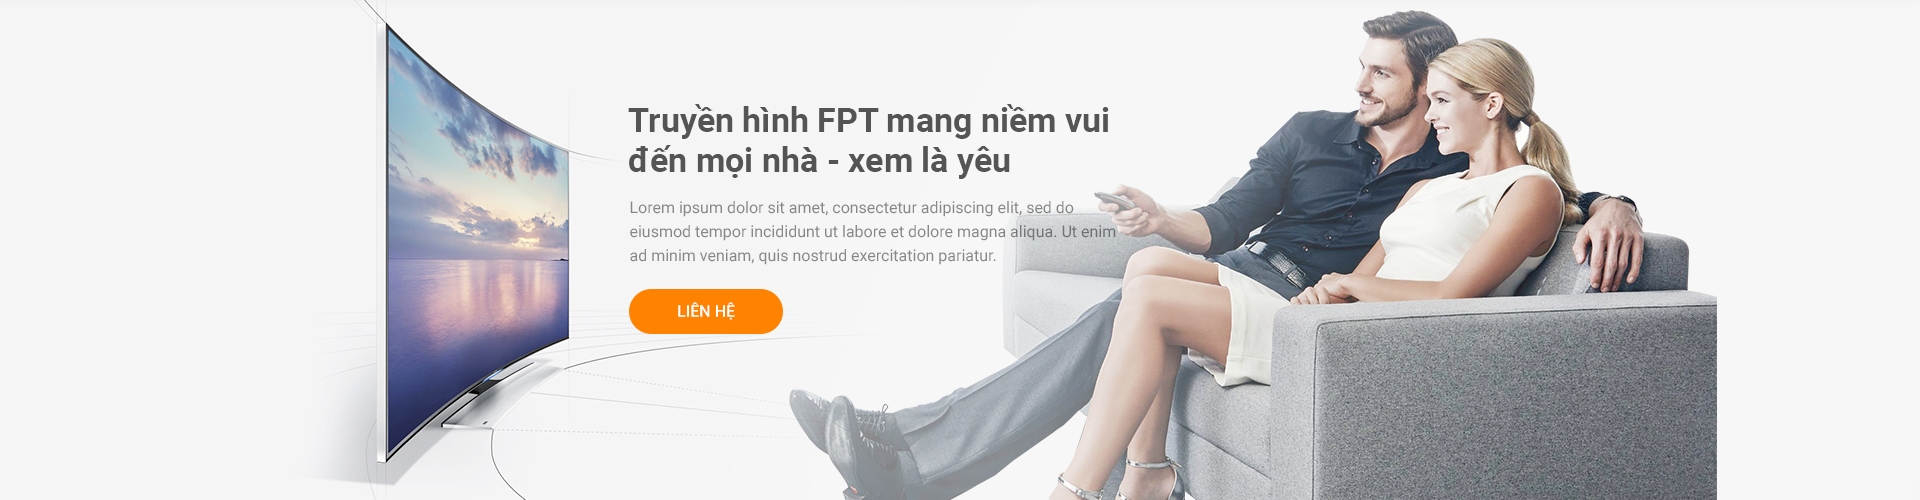 Truyền hình FPT mang niềm vui
đến mọi nhà - xem là yêu
Lorem ipsum dolor sit amet, consectetur adipiscing elit, sed do
eiusmod tempor incididunt ut labore et dolore magna aliqua. Ut enim
ad minim veniam, quis nostrud exercitation pariatur.
LIÊN HỆ